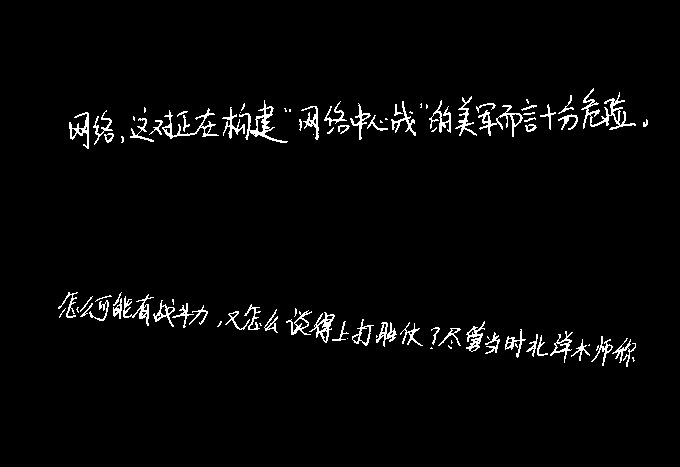 网络，这对正在构建“网络中心战”的美军而言十分危险。
怎么可能有战斗力，又怎么谈得上打胜仗？尽管当时北洋水师称